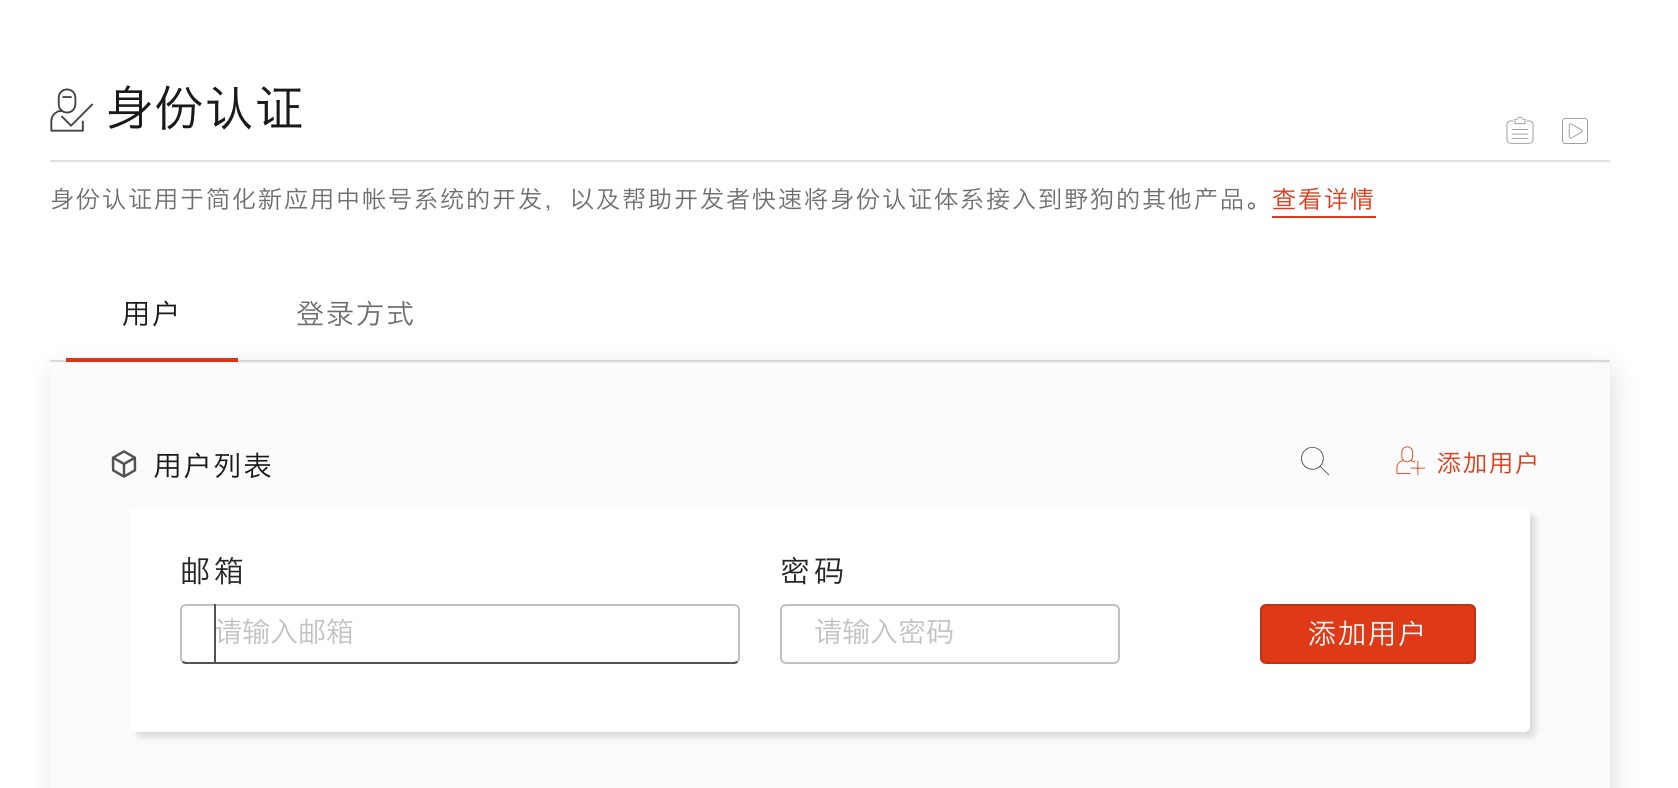 身份认证
身份认证用于简化新应用中帐号系统的开发，以及帮助开发者快速将身份认证体系接入到野狗的其他产品。查看详情
用户 登录方式
用户列表 添加用户
邮箱 密码
请输入邮箱 请输入密码 添加用户